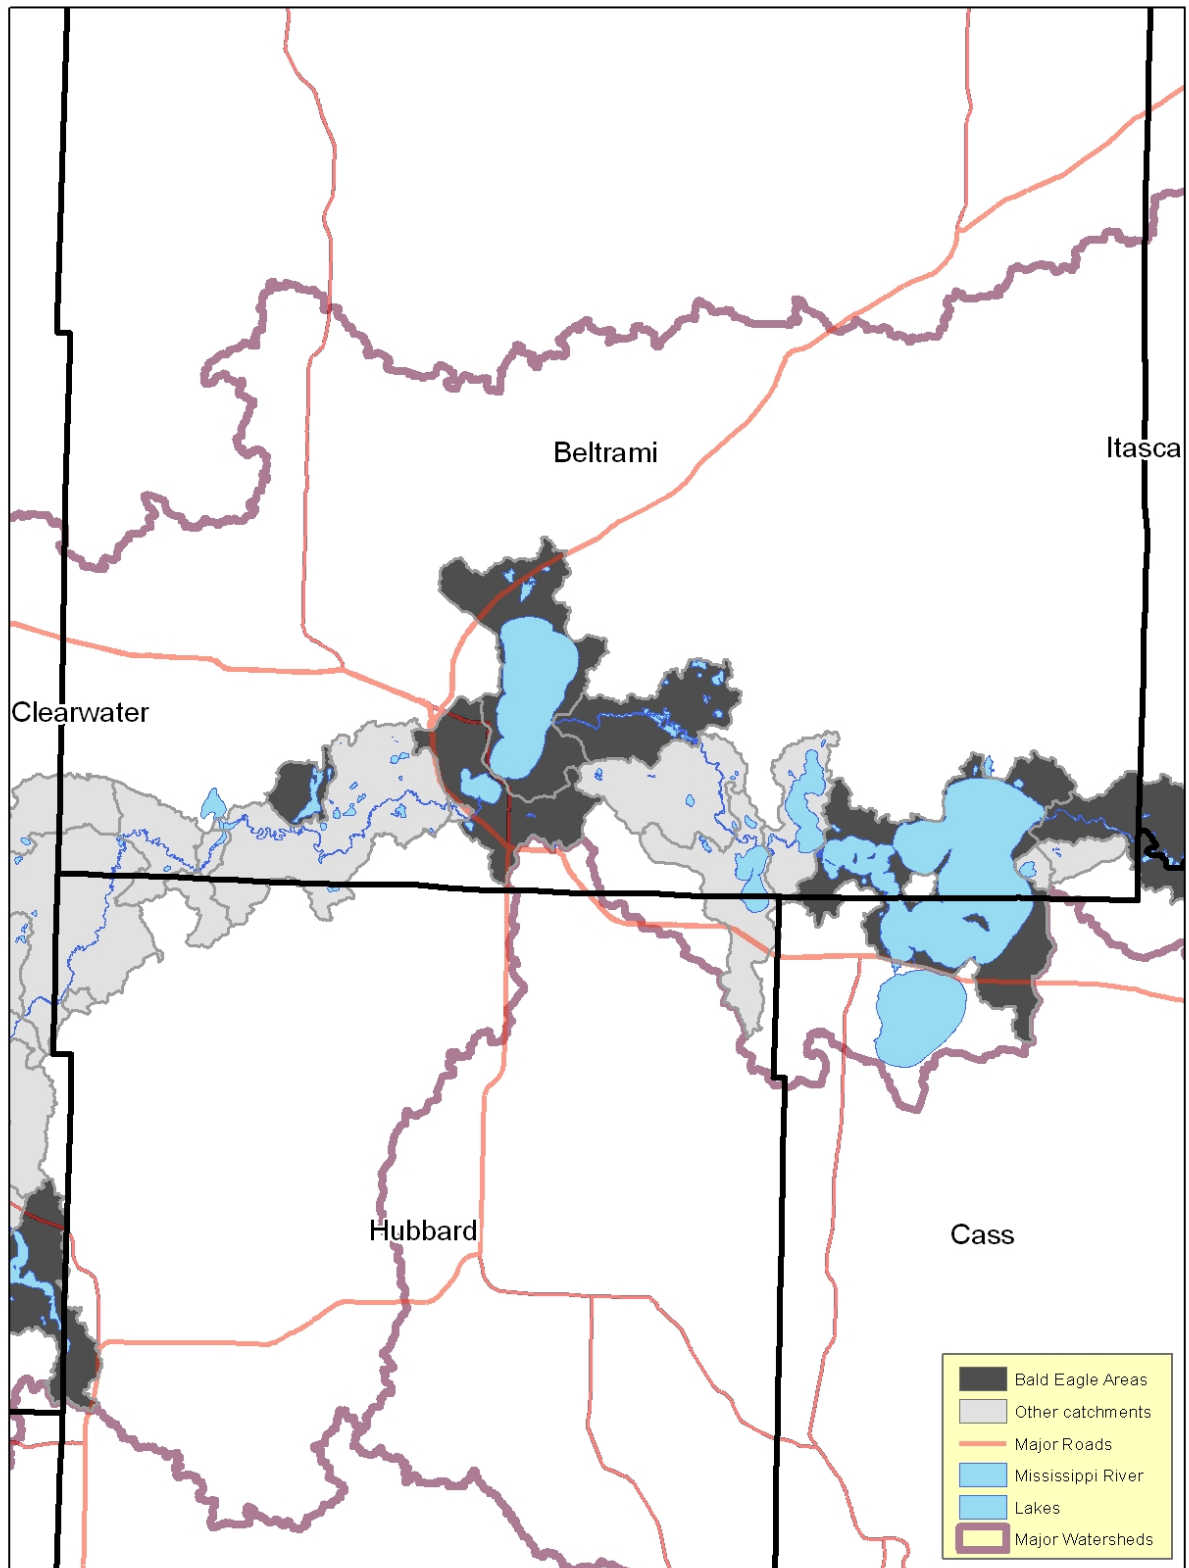 Beltrami
Itasca
Clearwater
Hubbard
Cass
Bald Eagle Areas
Other catchments
Major Roads
Mississippi River
Lakes
Major Watersheds